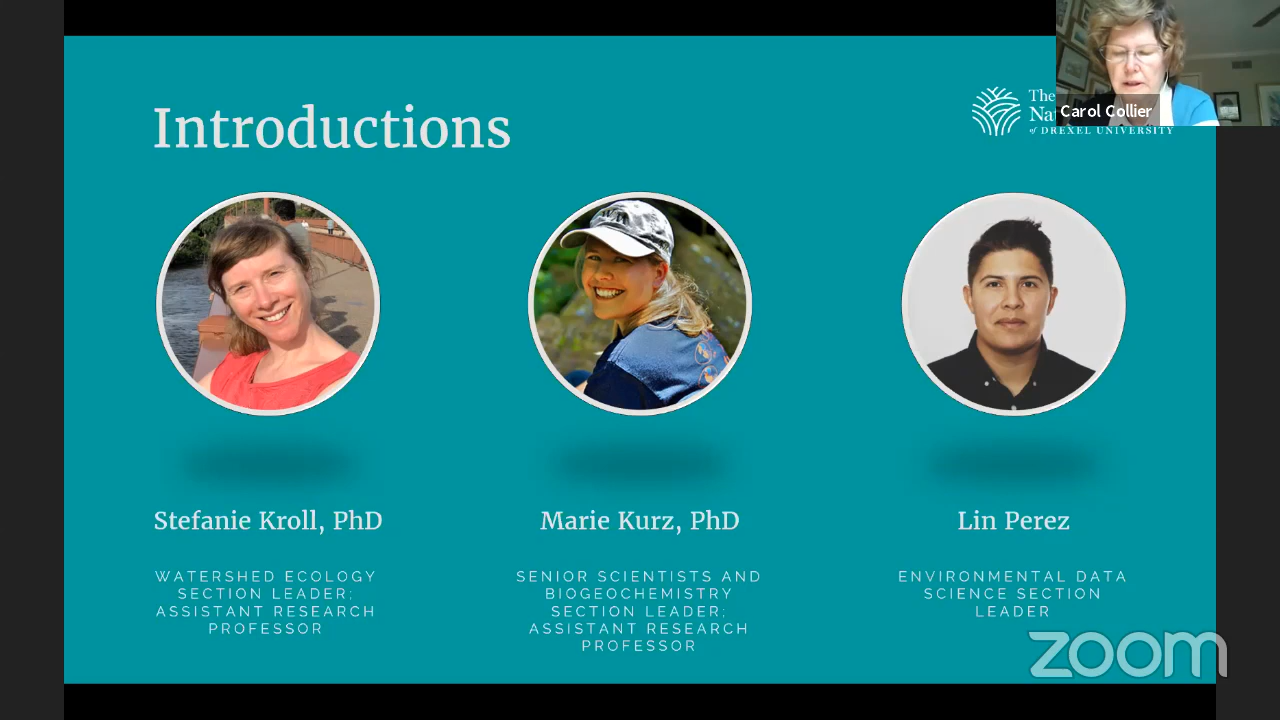 Introductions
The
Na
of DREXEL UNIVERSITY
Carol Collier
Stefanie Kroll, PhD
WATERSHED ECOLOGY
SECTION LEADER;
ASSISTANT RESEARCH
PROFESSOR
Marie Kurz, PhD
SENIOR SCIENTISTS AND
BIOGEOCHEMISTRY
SECTION LEADER;
ASSISTANT RESEARCH
PROFESSOR
Lin Perez
ENVIRONMENTAL DATA
SCIENCE SECTION
LEADER
zoom